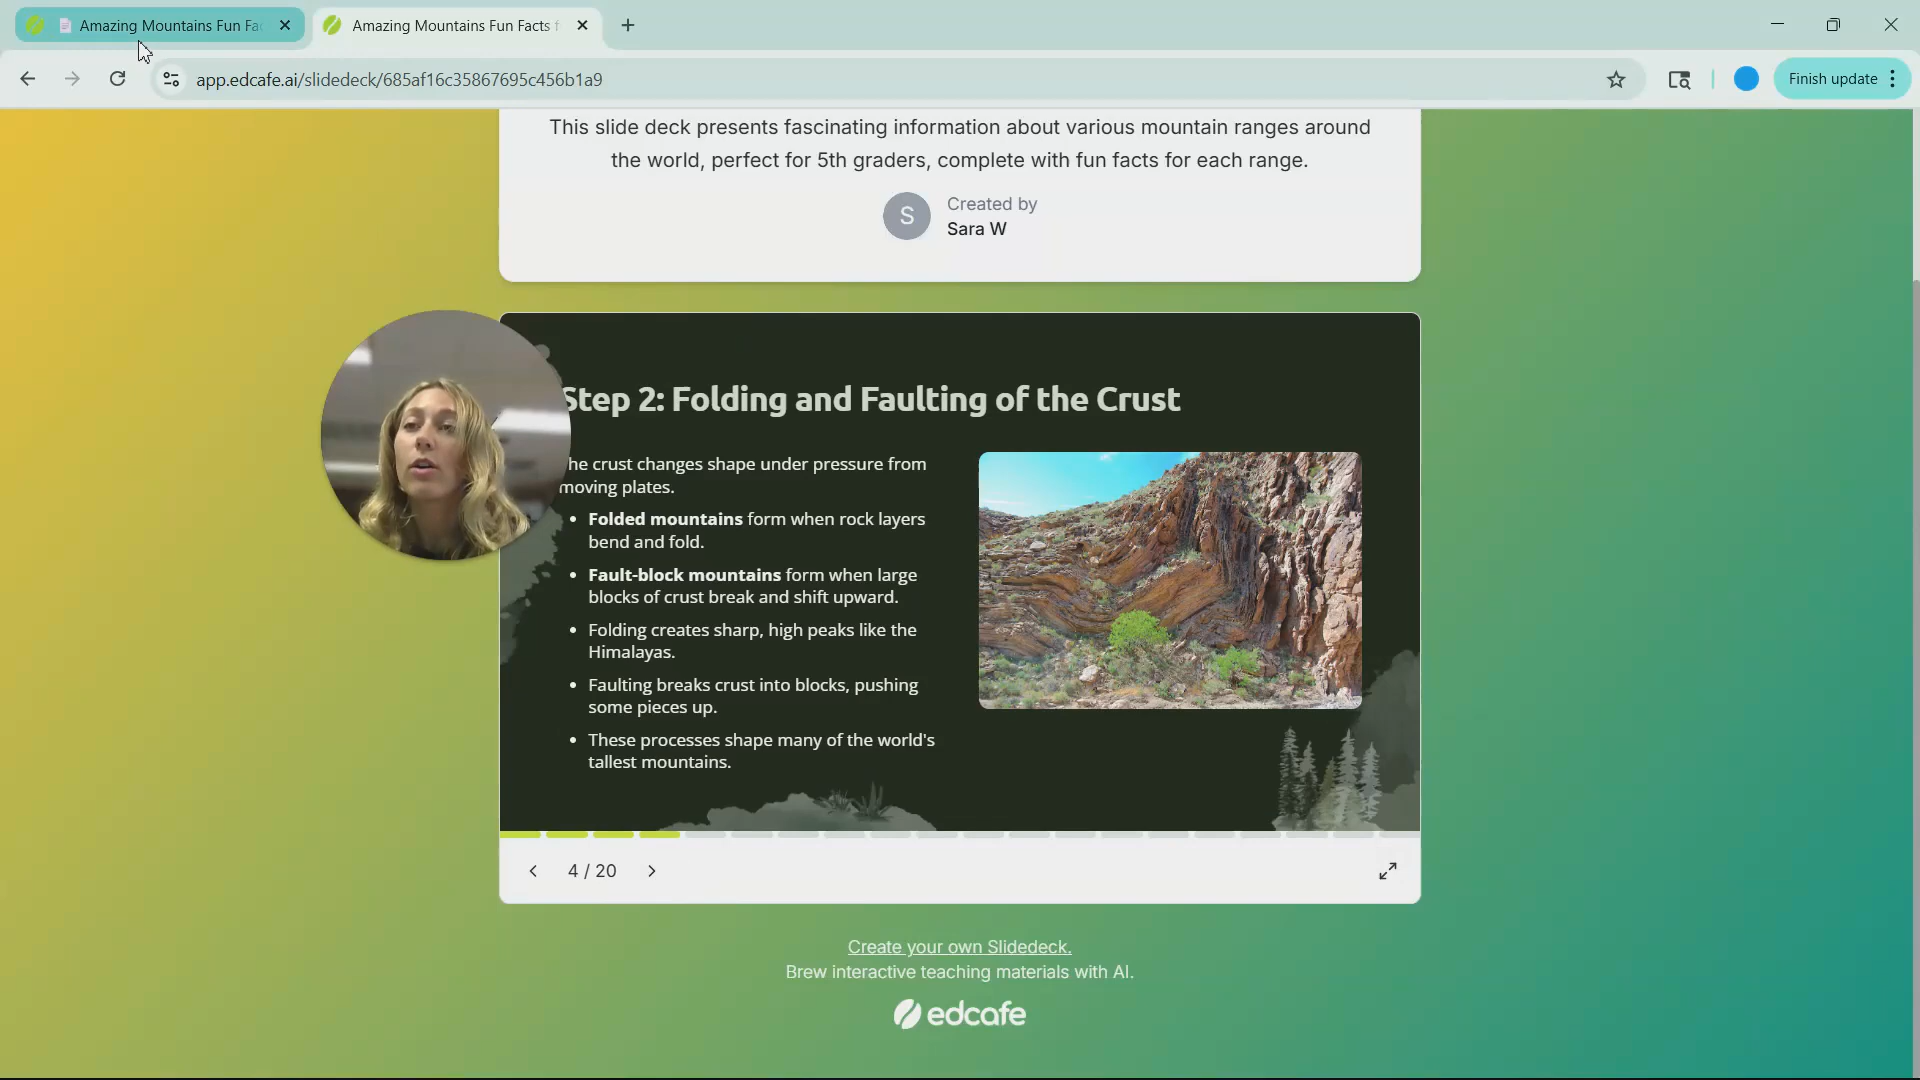 Amazing Mountains Fun Fac
Amazing Mountains Fun Facts f
app.edcafe.ai/slidedeck/685af16c35867695c456b1a9
Finish update
This slide deck presents fascinating information about various mountain ranges around
the world, perfect for 5th graders, complete with fun facts for each range.
S
Created by
Sara W
Step 2: Folding and Faulting of the Crust
he crust changes shape under pressure from
moving plates.
• Folded mountains form when rock layers
bend and fold.
• Fault-block mountains form when large
blocks of crust break and shift upward.
• Folding creates sharp, high peaks like the
Himalayas.
• Faulting breaks crust into blocks, pushing
some pieces up.
• These processes shape many of the world's
tallest mountains.
4 / 20
Create your own Slidedeck.
Brew interactive teaching materials with AI.
edcafe